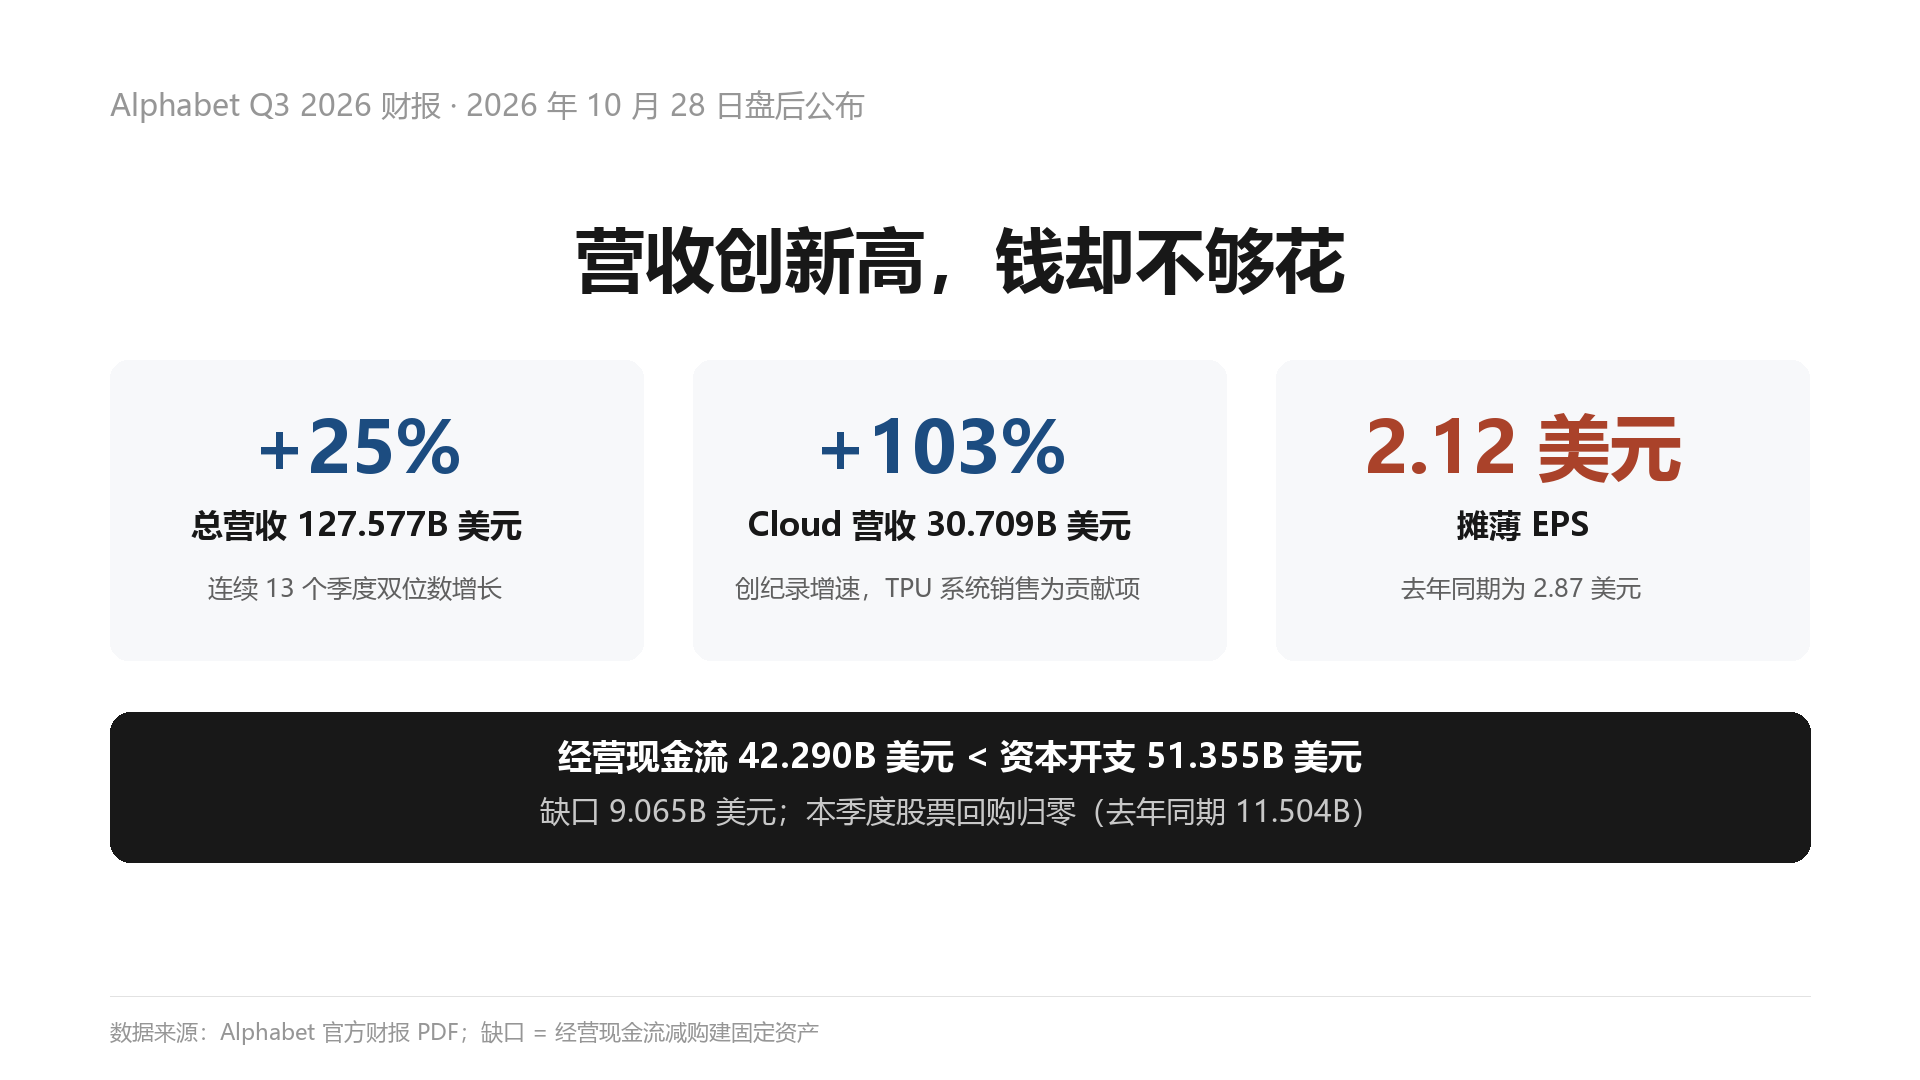 Alphabet Q3 2026 财报 · 2026 年 10 月 28 日盘后公布
营收创新高，钱却不够花
+25%
总营收 127.577B 美元
连续 13 个季度双位数增长
+103%
Cloud 营收 30.709B 美元
创纪录增速，TPU 系统销售为贡献项
2.12 美元
摊薄 EPS
去年同期为 2.87 美元
经营现金流 42.290B 美元 < 资本开支 51.355B 美元
缺口 9.065B 美元；本季度股票回购归零（去年同期 11.504B）
数据来源：Alphabet 官方财报 PDF；缺口 = 经营现金流减购建固定资产